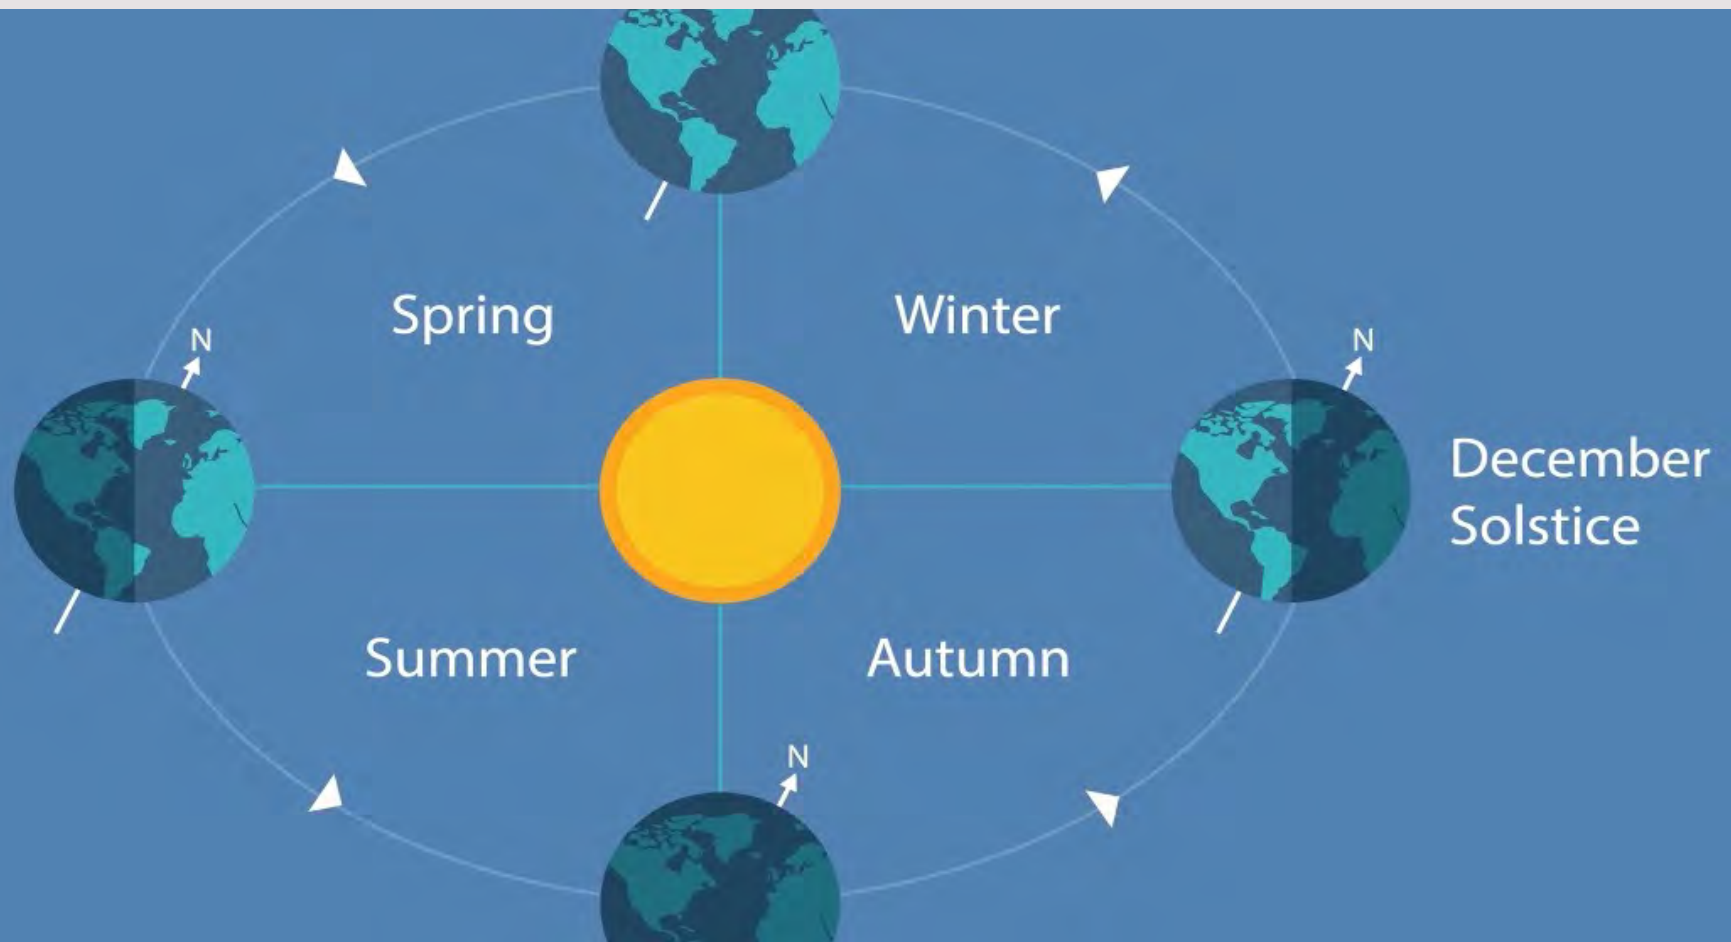 Spring
Winter
N
N
December
Solstice
Summer
Autumn
N